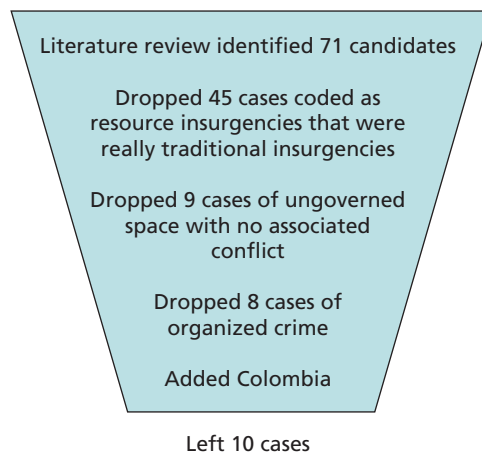 Literature review identified 71 candidates
Dropped 45 cases coded as
resource insurgencies that were
really traditional insurgencies
Dropped 9 cases of ungoverned
space with no associated
conflict
Dropped 8 cases of
organized crime
Added Colombia
Left 10 cases